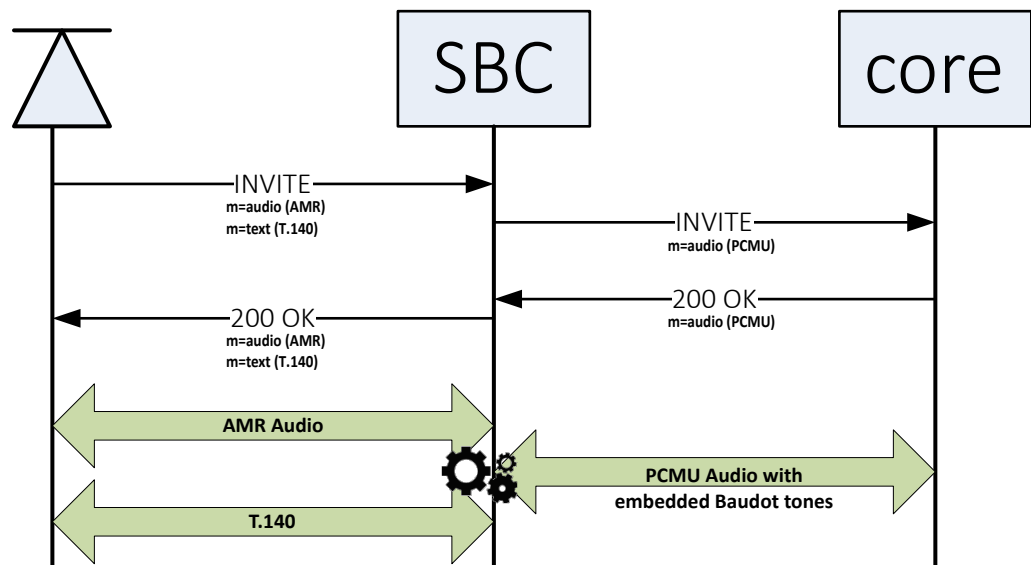 SBC
core
INVITE
m=audio (AMR)
m=text (T.140)
INVITE
m=audio (PCMU)
200 OK
m=audio (PCMU)
200 OK
m=audio (AMR)
m=text (T.140)
AMR Audio
PCMU Audio with
embedded Baudot tones
T.140